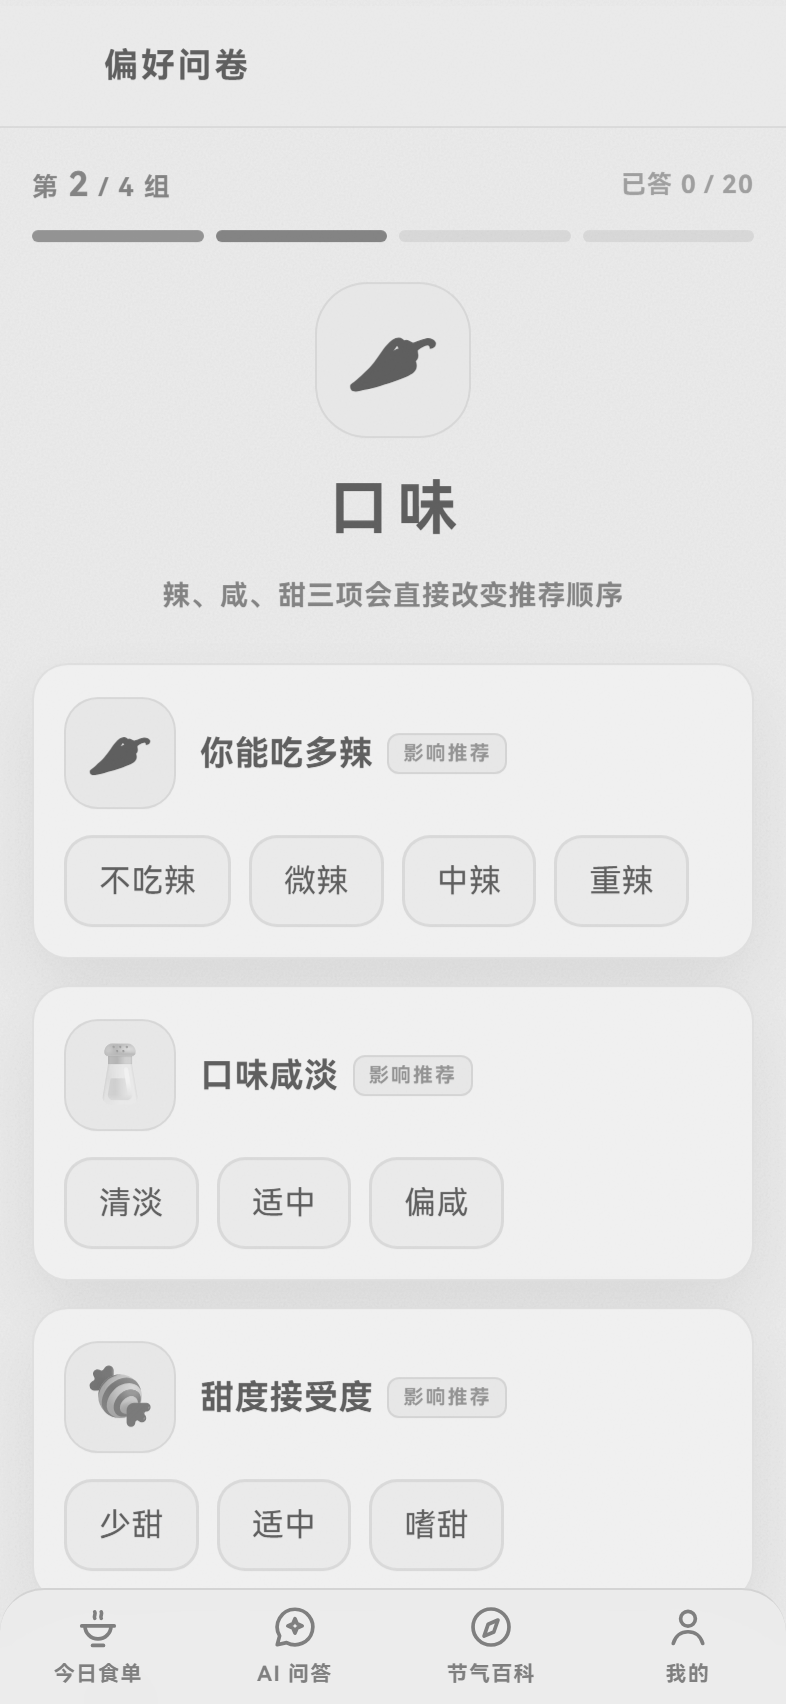 偏好问卷
第 2 / 4 组
已答 0 / 20
口味
辣、咸、甜三项会直接改变推荐顺序
你能吃多辣 影响推荐
不吃辣 微辣 中辣 重辣
口味咸淡 影响推荐
清淡 适中 偏咸
甜度接受度 影响推荐
少甜 适中 嗜甜
今日食单 AI 问答 节气百科 我的